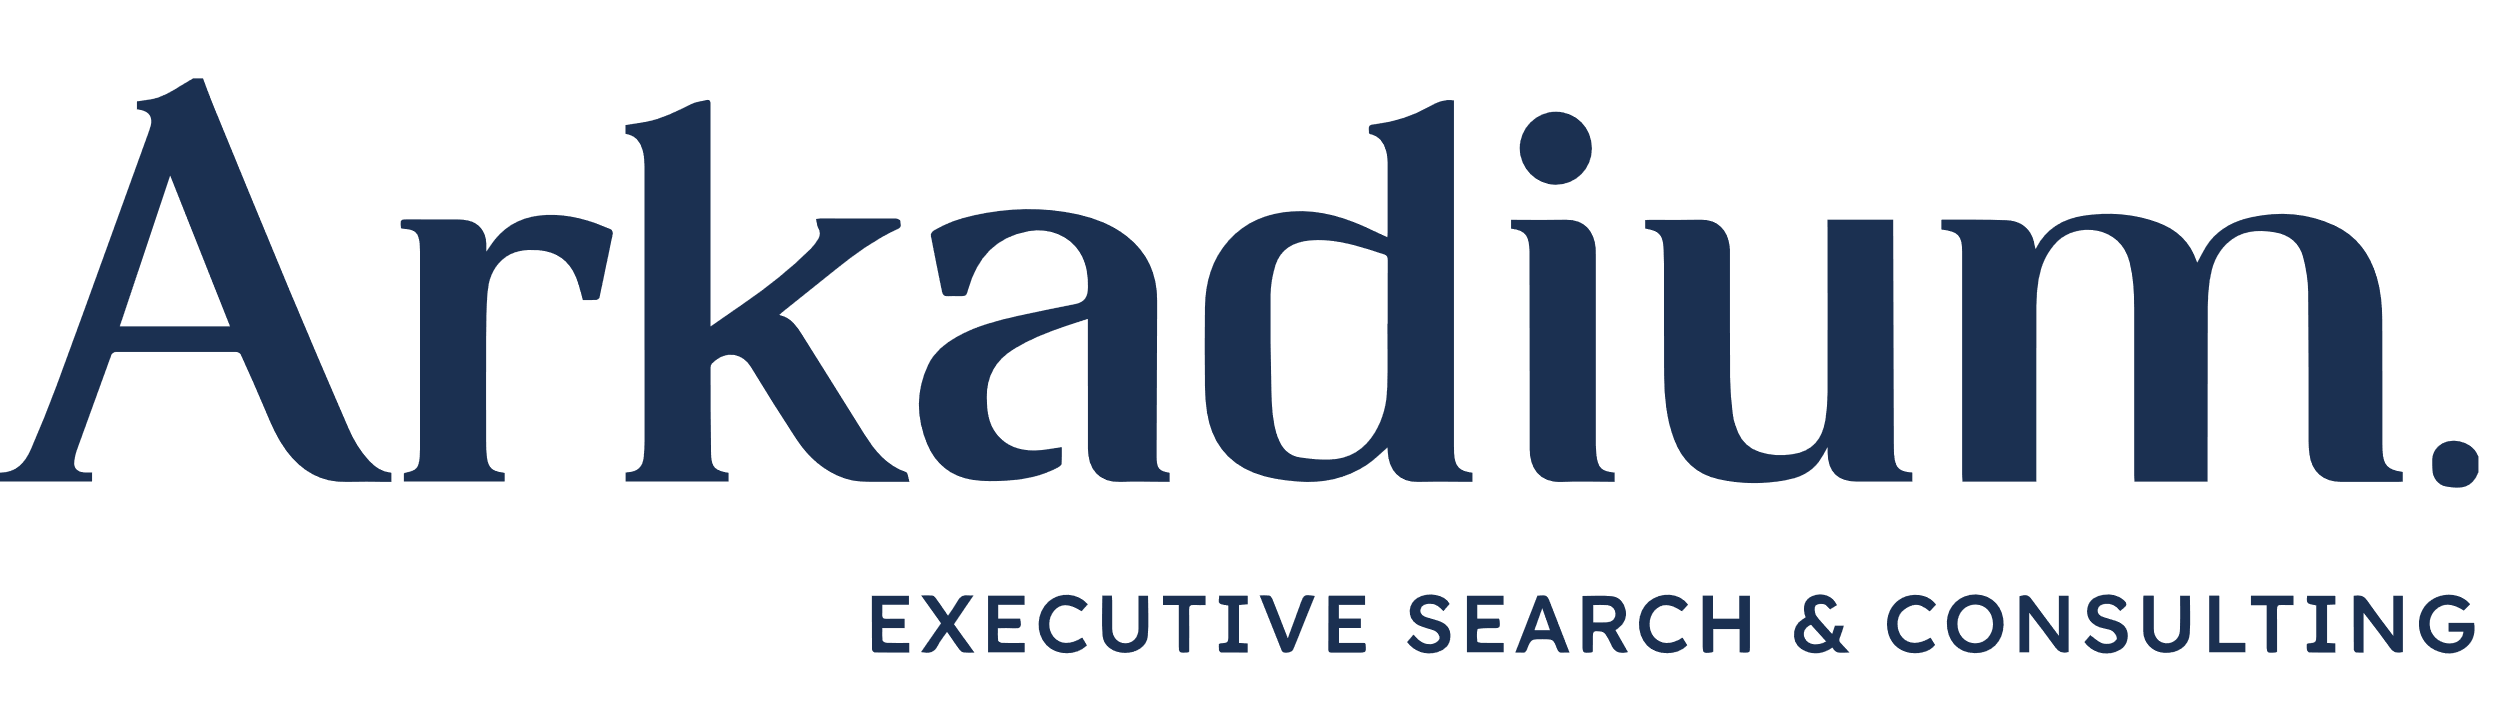 Arkadium.
EXECUTIVE SEARCH & CONSULTING